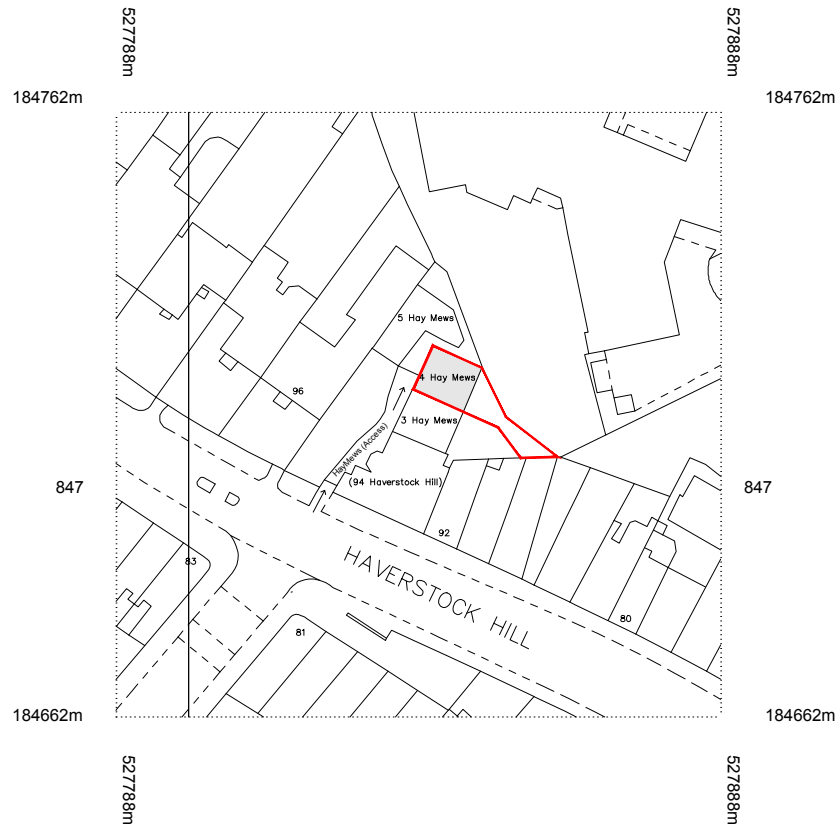 527788m
527888m
184762m
184762m
5 Hay Mews
4 Hay Mews
96
3 Hay Mews
HayMews (Access)
(94 Haverstock Hill)
847
847
92
HAVERSTOCK HILL
83
80
81
184662m
184662m
527788m
527888m